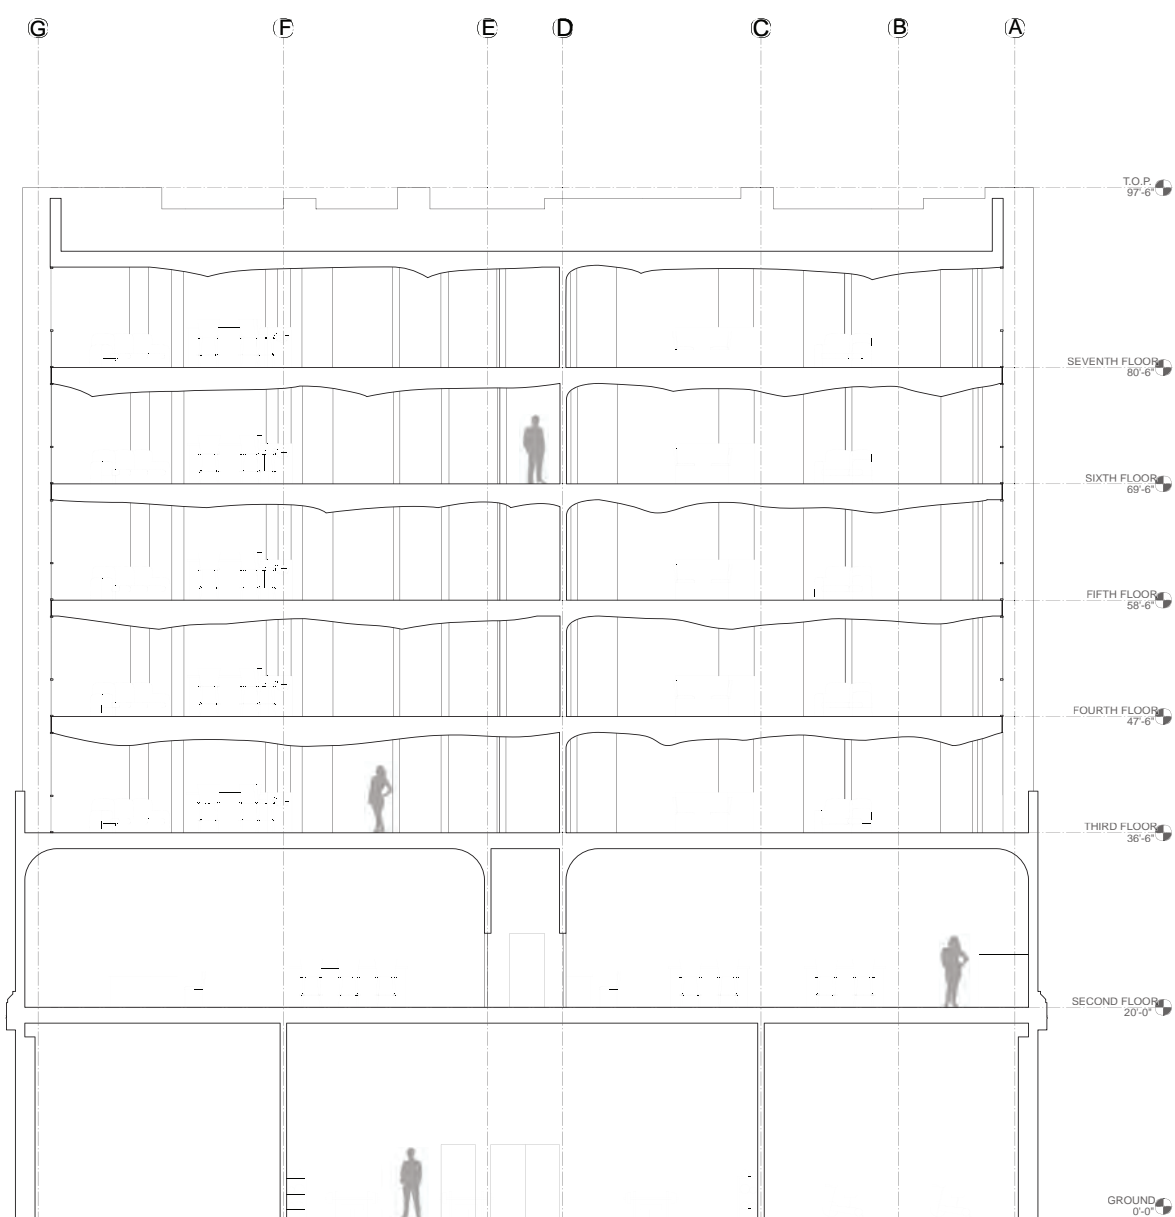 G F E D C B A
T.O.P.
97'-6"
SEVENTH FLOOR
80'-6"
SIXTH FLOOR
69'-6"
FIFTH FLOOR
58'-6"
FOURTH FLOOR
47'-6"
THIRD FLOOR
36'-6"
SECOND FLOOR
20'-0"
GROUND
0'-0"